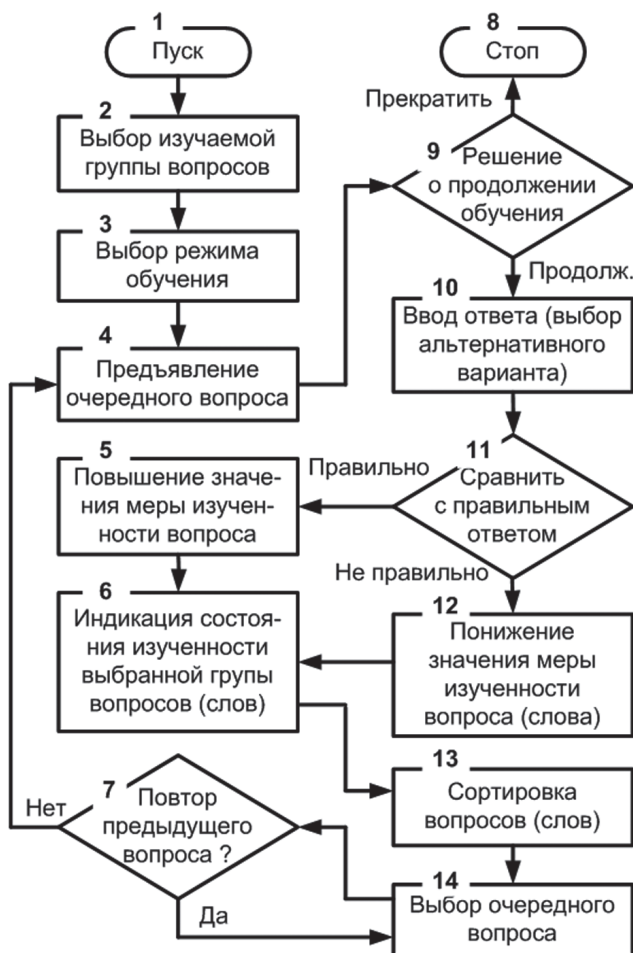 1
Пуск
2
Выбор изучаемой
группы вопросов
3
Выбор режима
обучения
4
Предъявление
очередного вопроса
5
Повышение значе-
ния меры изучен-
ности вопроса
6
Индикация состоя-
ния изученности
выбранной групы
вопросов (слов)
7
Повтор
предыдущего
вопроса ?
Нет
Да
8
Стоп
Прекратить
9
Решение
о продолжении
обучения
Продолж.
10
Ввод ответа (выбор
альтернативного
варианта)
11
Сравнить
с правильным
ответом
Правильно
Не правильно
12
Понижение
значения меры
изученности
вопроса (слова)
13
Сортировка
вопросов (слов)
14
Выбор очередного
вопроса